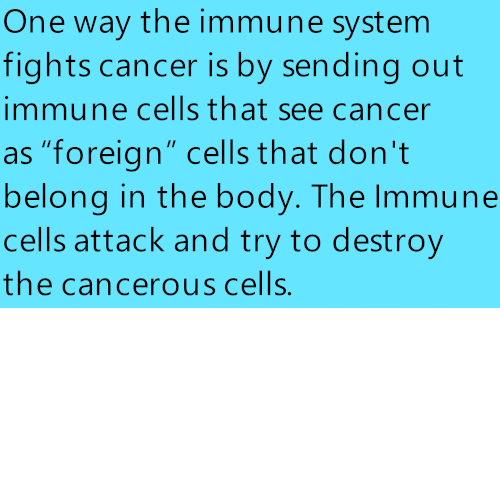 One way the immune system
fights cancer is by sending out
immune cells that see cancer
as “foreign” cells that don't
belong in the body. The Immune
cells attack and try to destroy
the cancerous cells.